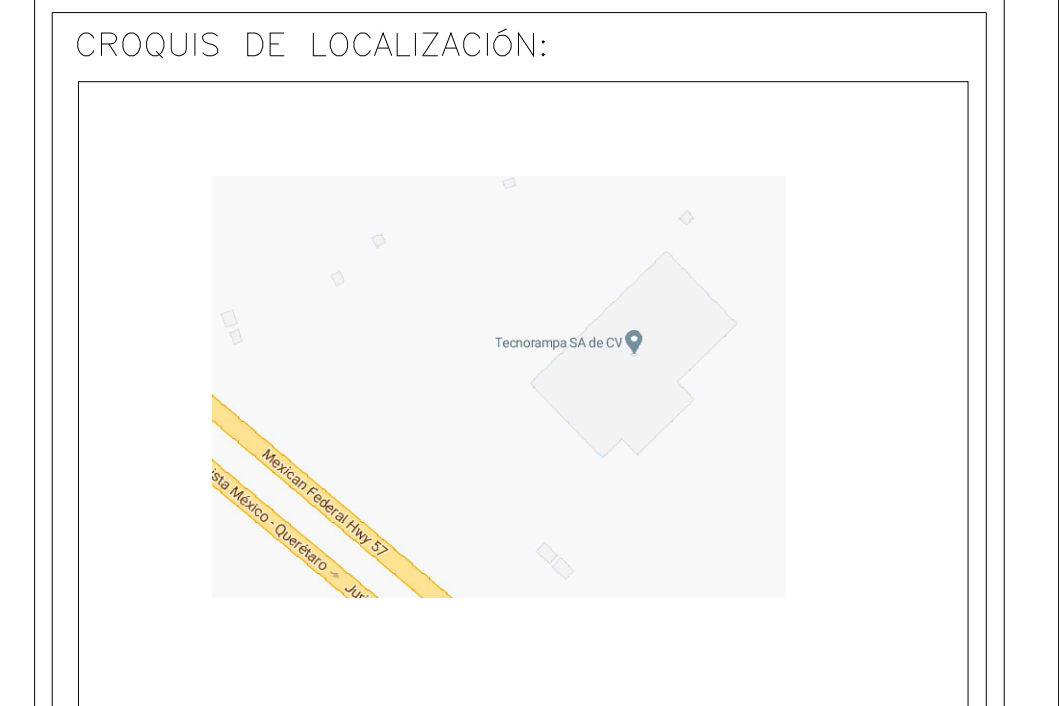 CROQUIS DE LOCALIZACIÓN:
Tecnorampa SA de CV
Mexican Federal Hwy 57
ista México - Querétaro